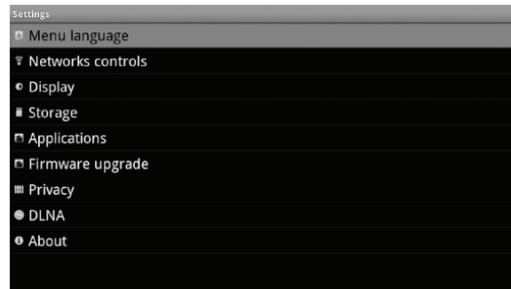 Settings
Menu language
Networks controls
Display
Storage
Applications
Firmware upgrade
Privacy
DLNA
About